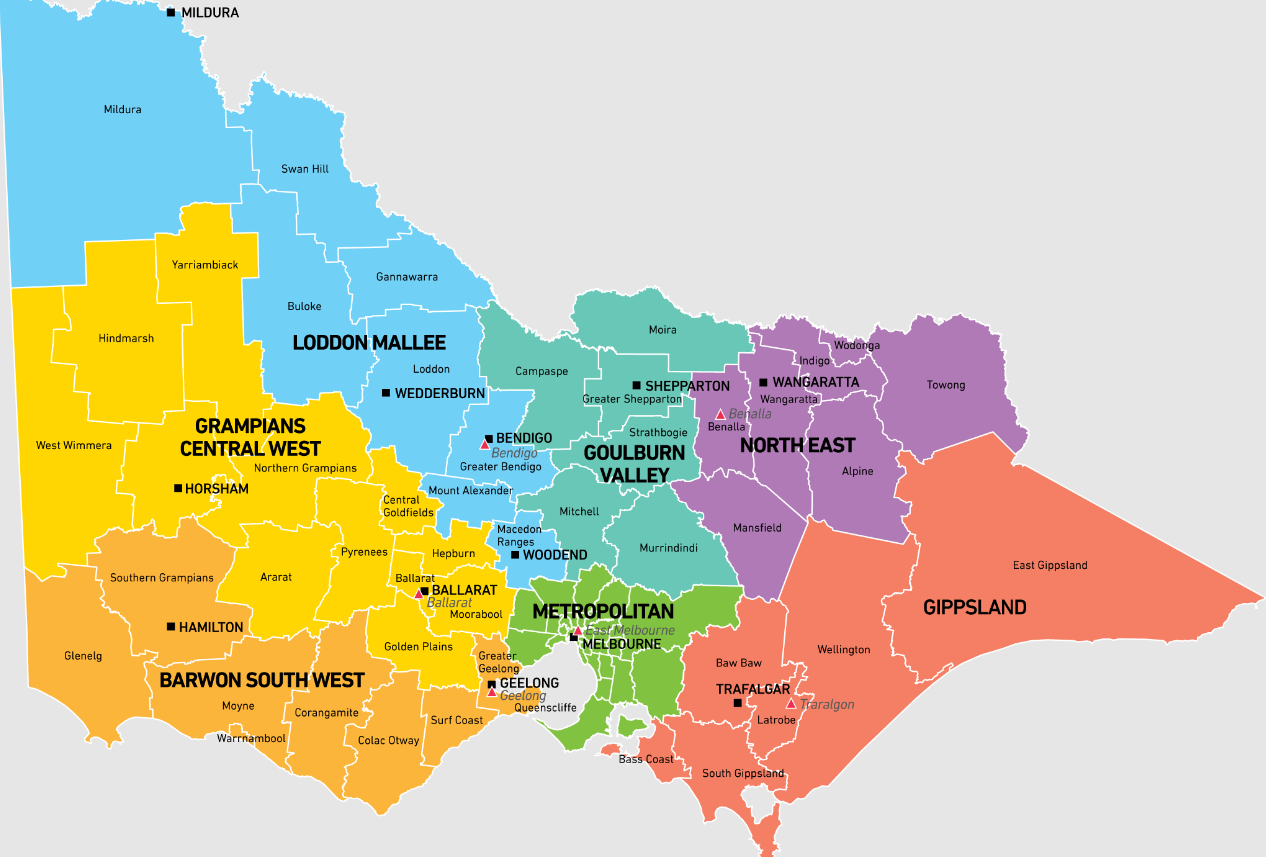 MILDURA
Mildura
Swan Hill
Yarriambiack
Gannawarra
Buloke
Hindmarsh
LODDON MALLEE
Moira
Wodonga
Indigo
Loddon
Campaspe
WEDDERBURN
SHEPPARTON
WANGARATTA
Towong
Greater Shepparton
Wangaratta
Benalla
Benalla
GRAMPIANS
CENTRAL WEST
Strathbogie
BENDIGO
Bendigo
West Wimmera
NORTH EAST
GOULBURN
VALLEY
Northern Grampians
Greater Bendigo
Alpine
HORSHAM
Mount Alexander
Central
Goldfields
Mitchell
Macedon
Ranges
Mansfield
Pyrenees
Hepburn
WOODEND
Murrindindi
East Gippsland
Southern Grampians
Ararat
Ballarat
BALLARAT
Ballarat
Moorabool
METROPOLITAN
GIPPSLAND
HAMILTON
East Melbourne
MELBOURNE
Glenelg
Golden Plains
Greater
Geelong
Wellington
Baw Baw
BARWON SOUTH WEST
GEELONG
Geelong
TRAFALGAR
Moyne
Corangamite
Queenscliffe
Traralgon
Surf Coast
Latrobe
Warrnambool
Colac Otway
Bass Coast
South Gippsland